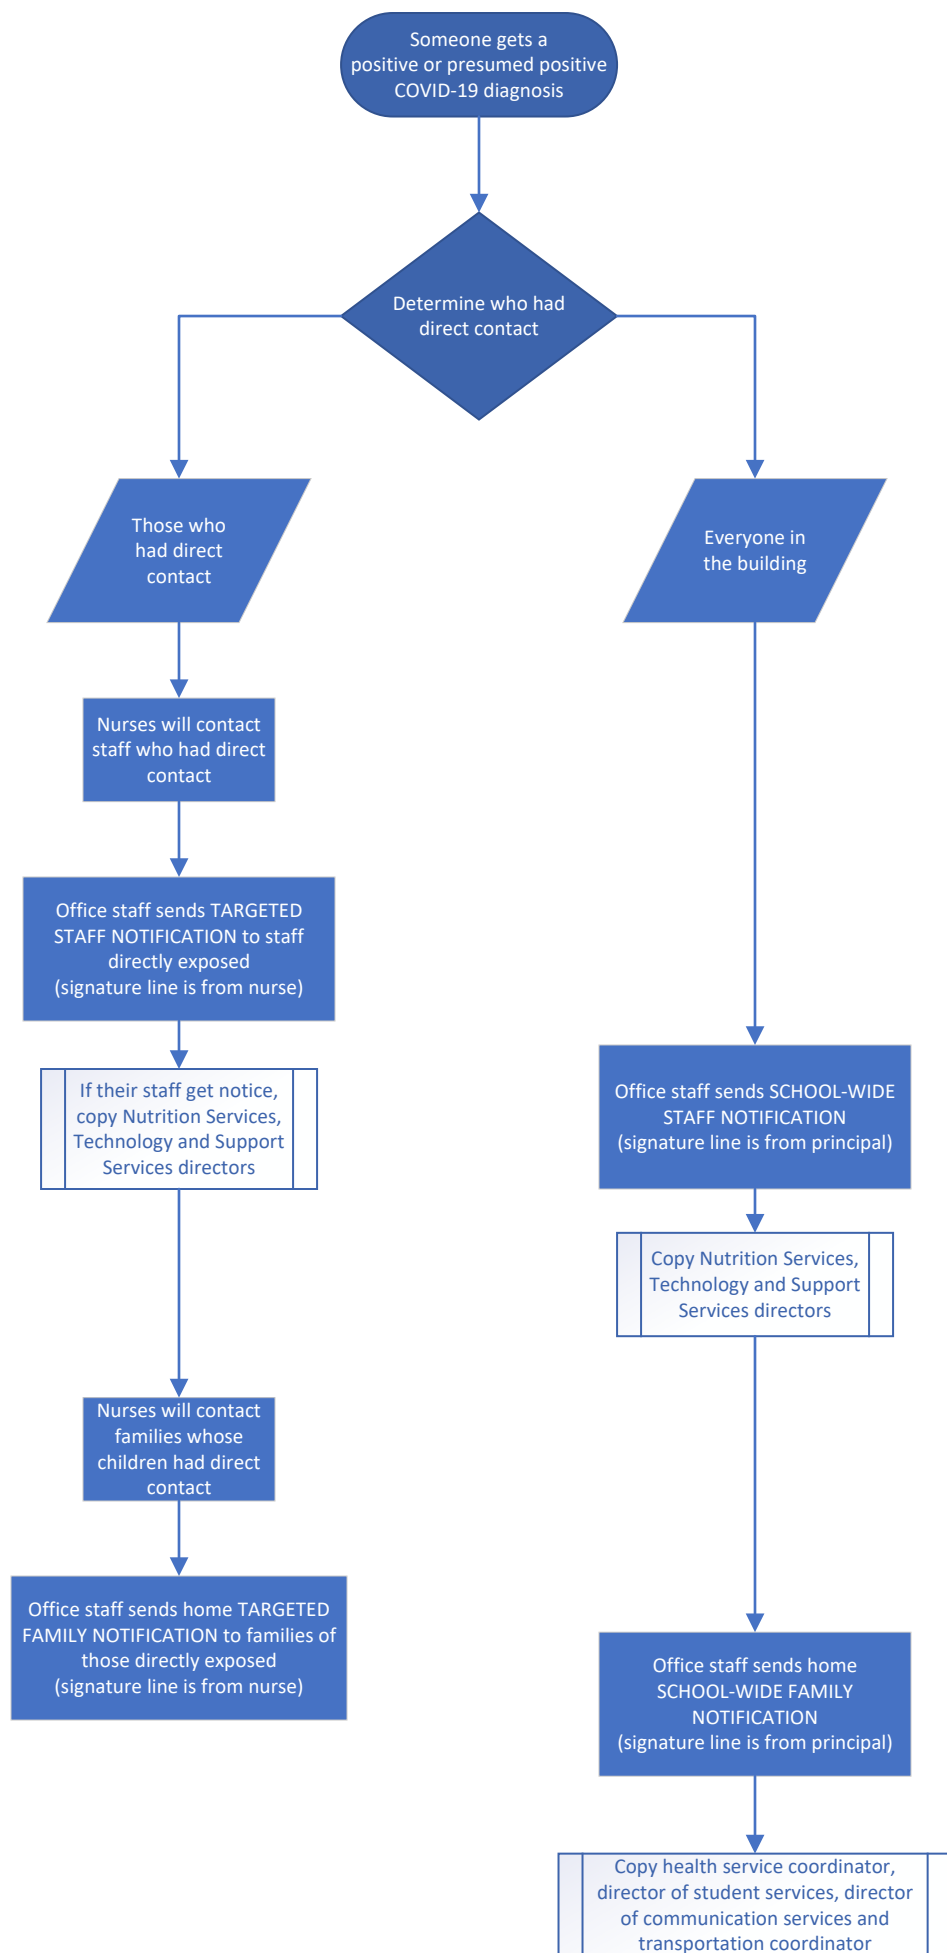 Someone gets a
positive or presumed positive
COVID-19 diagnosis
Determine who had
direct contact
Those who
had direct
contact
Everyone in
the building
Nurses will contact
staff who had direct
contact
Office staff sends TARGETED
STAFF NOTIFICATION to staff
directly exposed
(signature line is from nurse)
If their staff get notice,
copy Nutrition Services,
Technology and Support
Services directors
Office staff sends SCHOOL-WIDE
STAFF NOTIFICATION
(signature line is from principal)
Copy Nutrition Services,
Technology and Support
Services directors
Nurses will contact
families whose
children had direct
contact
Office staff sends home TARGETED
FAMILY NOTIFICATION to families of
those directly exposed
(signature line is from nurse)
Office staff sends home
SCHOOL-WIDE FAMILY
NOTIFICATION
(signature line is from principal)
Copy health service coordinator,
director of student services, director
of communication services and
transportation coordinator